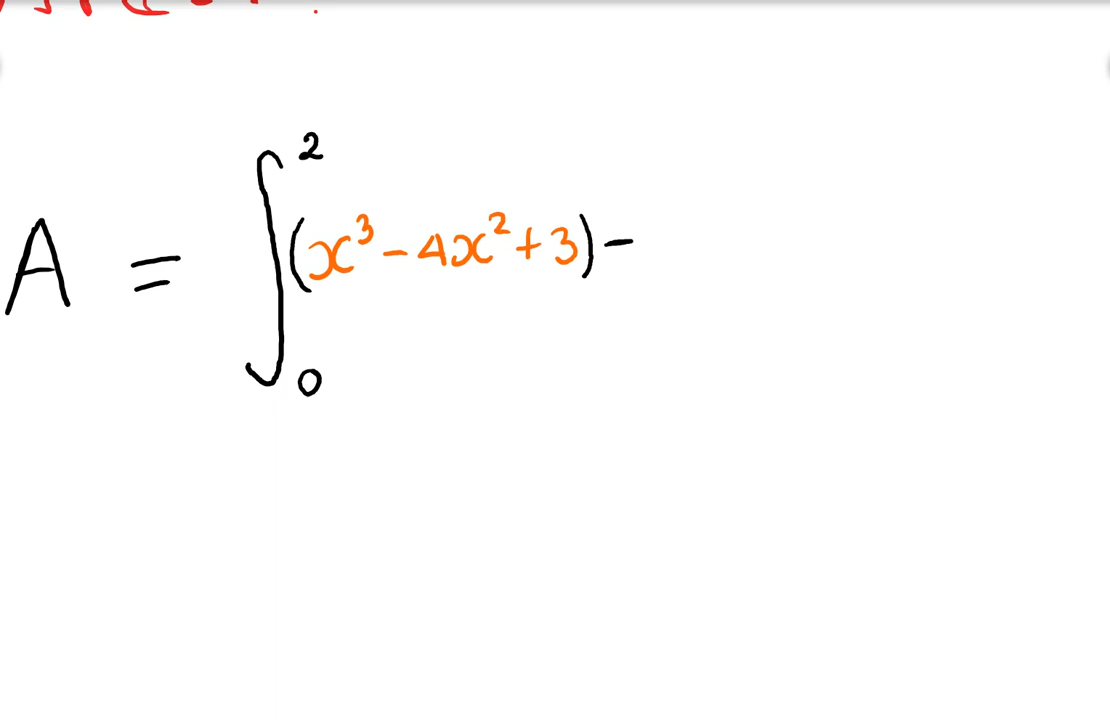 A = ∫₀² (x³ - 4x² + 3) -